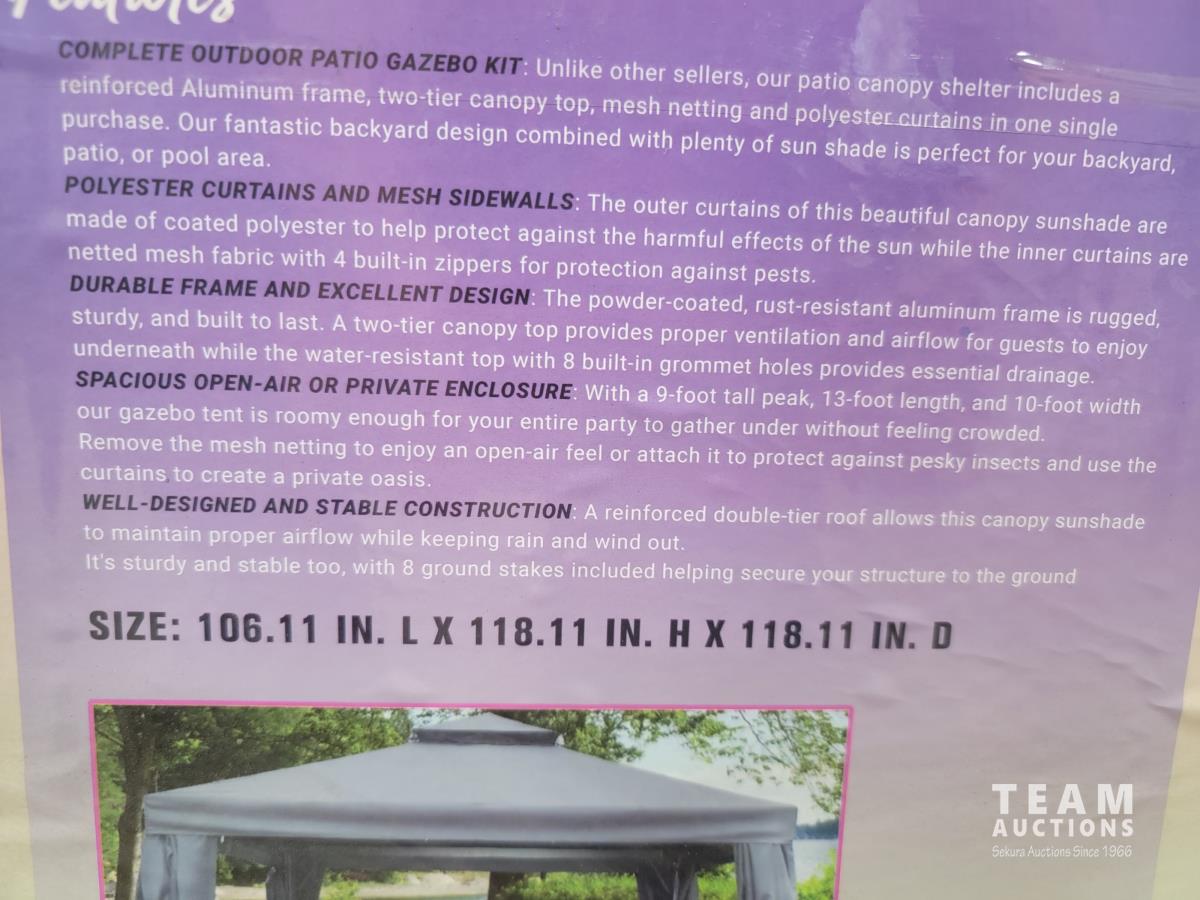 Features
COMPLETE OUTDOOR PATIO GAZEBO KIT: Unlike other sellers, our patio canopy shelter includes a
reinforced Aluminum frame, two-tier canopy top, mesh netting and polyester curtains in one single
purchase. Our fantastic backyard design combined with plenty of sun shade is perfect for your backyard,
patio, or pool area.
POLYESTER CURTAINS AND MESH SIDEWALLS: The outer curtains of this beautiful canopy sunshade are
made of coated polyester to help protect against the harmful effects of the sun while the inner curtains are
netted mesh fabric with 4 built-in zippers for protection against pests.
DURABLE FRAME AND EXCELLENT DESIGN: The powder-coated, rust-resistant aluminum frame is rugged,
sturdy, and built to last. A two-tier canopy top provides proper ventilation and airflow for guests to enjoy
underneath while the water-resistant top with 8 built-in grommet holes provides essential drainage.
SPACIOUS OPEN-AIR OR PRIVATE ENCLOSURE: With a 9-foot tall peak, 13-foot length, and 10-foot width
our gazebo tent is roomy enough for your entire party to gather under without feeling crowded.
Remove the mesh netting to enjoy an open-air feel or attach it to protect against pesky insects and use the
curtains to create a private oasis.
WELL-DESIGNED AND STABLE CONSTRUCTION: A reinforced double-tier roof allows this canopy sunshade
to maintain proper airflow while keeping rain and wind out.
It's sturdy and stable too, with 8 ground stakes included helping secure your structure to the ground
SIZE: 106.11 IN. L X 118.11 IN. H X 118.11 IN. D
TEAM
AUCTIONS
Sekura Auctions Since 1966